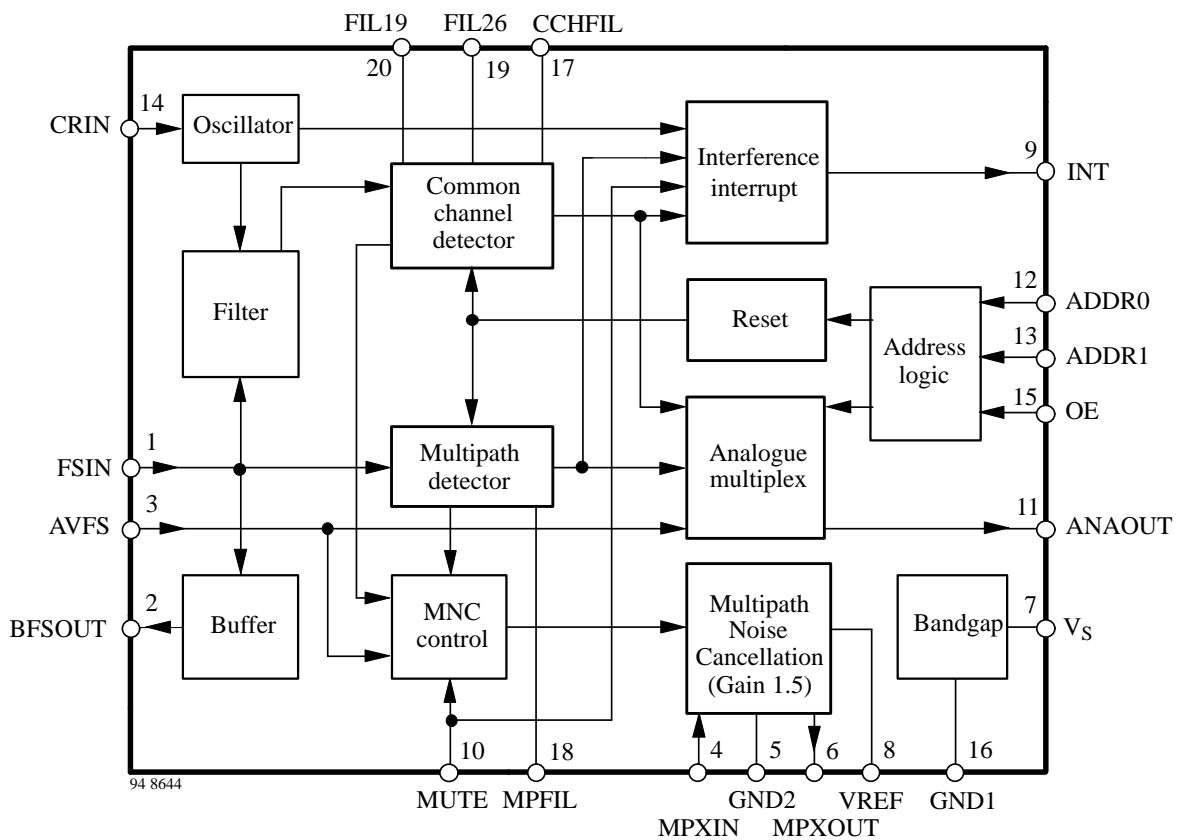 FIL19 FIL26 CCHFIL
20 19 17
14
CRIN
Oscillator
Interference
interrupt
9
INT
Common
channel
detector
Filter
Reset
Address
logic
12
ADDR0
13
ADDR1
15
OE
1
FSIN
Multipath
detector
Analogue
multiplex
3
AVFS
11
ANAOUT
2
BFSOUT
Buffer
MNC
control
Multipath
Noise
Cancellation
(Gain 1.5)
Bandgap
7
VS
10 18 4 5 6 8 16
94 8644
MUTE MPFIL GND2 VREF GND1
MPXIN MPXOUT